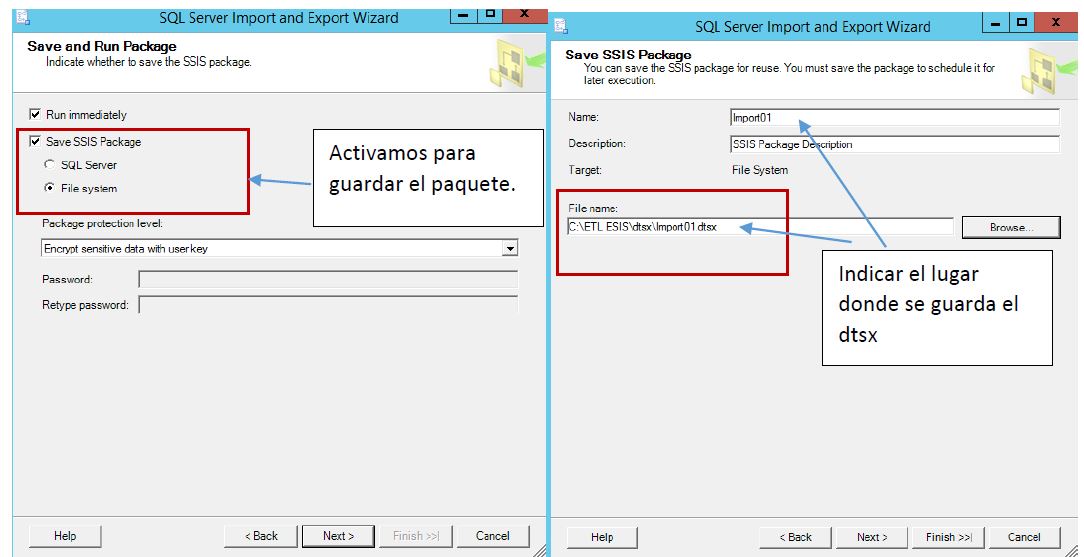 SQL Server Import and Export Wizard
Save and Run Package
Indicate whether to save the SSIS package.
Run immediately
Save SSIS Package
SQL Server
File system
Activamos para
guardar el paquete.
Package protection level:
Encrypt sensitive data with user key
Password:
Retype password:
Help
< Back
Next >
Finish >>|
Cancel
SQL Server Import and Export Wizard
Save SSIS Package
You can save the SSIS package for reuse. You must save the package to schedule it for
later execution.
Name:
Import01
Description:
SSIS Package Description
Target:
File System
File name:
C:\ETL ESIS\dtsx\Import01.dtsx
Browse...
Indicar el lugar
donde se guarda el
dtsx
Help
< Back
Next >
Finish >>|
Cancel